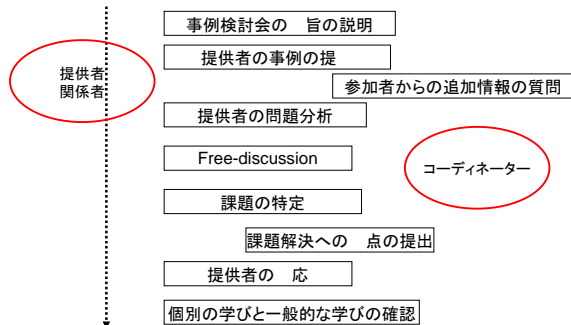 事例検討会の 旨の説明
提供者の事例の提
提供者
関係者
参加者からの追加情報の質問
提供者の問題分析
Free-discussion
コーディネーター
課題の特定
課題解決への 点の提出
提供者の 応
個別の学びと一般的な学びの確認